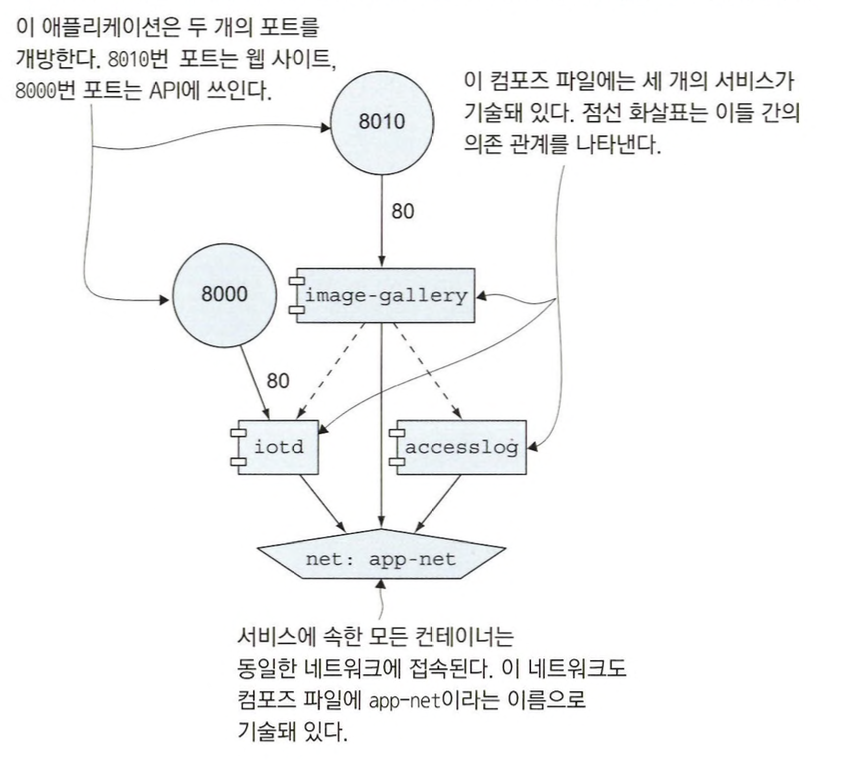 이 애플리케이션은 두 개의 포트를
개방한다. 8010번 포트는 웹 사이트,
8000번 포트는 API에 쓰인다.
이 컴포즈 파일에는 세 개의 서비스가
기술돼 있다. 점선 화살표는 이들 간의
의존 관계를 나타낸다.
8010
80
8000
image-gallery
80
iotd
accesslog
net: app-net
서비스에 속한 모든 컨테이너는
동일한 네트워크에 접속된다. 이 네트워크도
컴포즈 파일에 app-net이라는 이름으로
기술돼 있다.